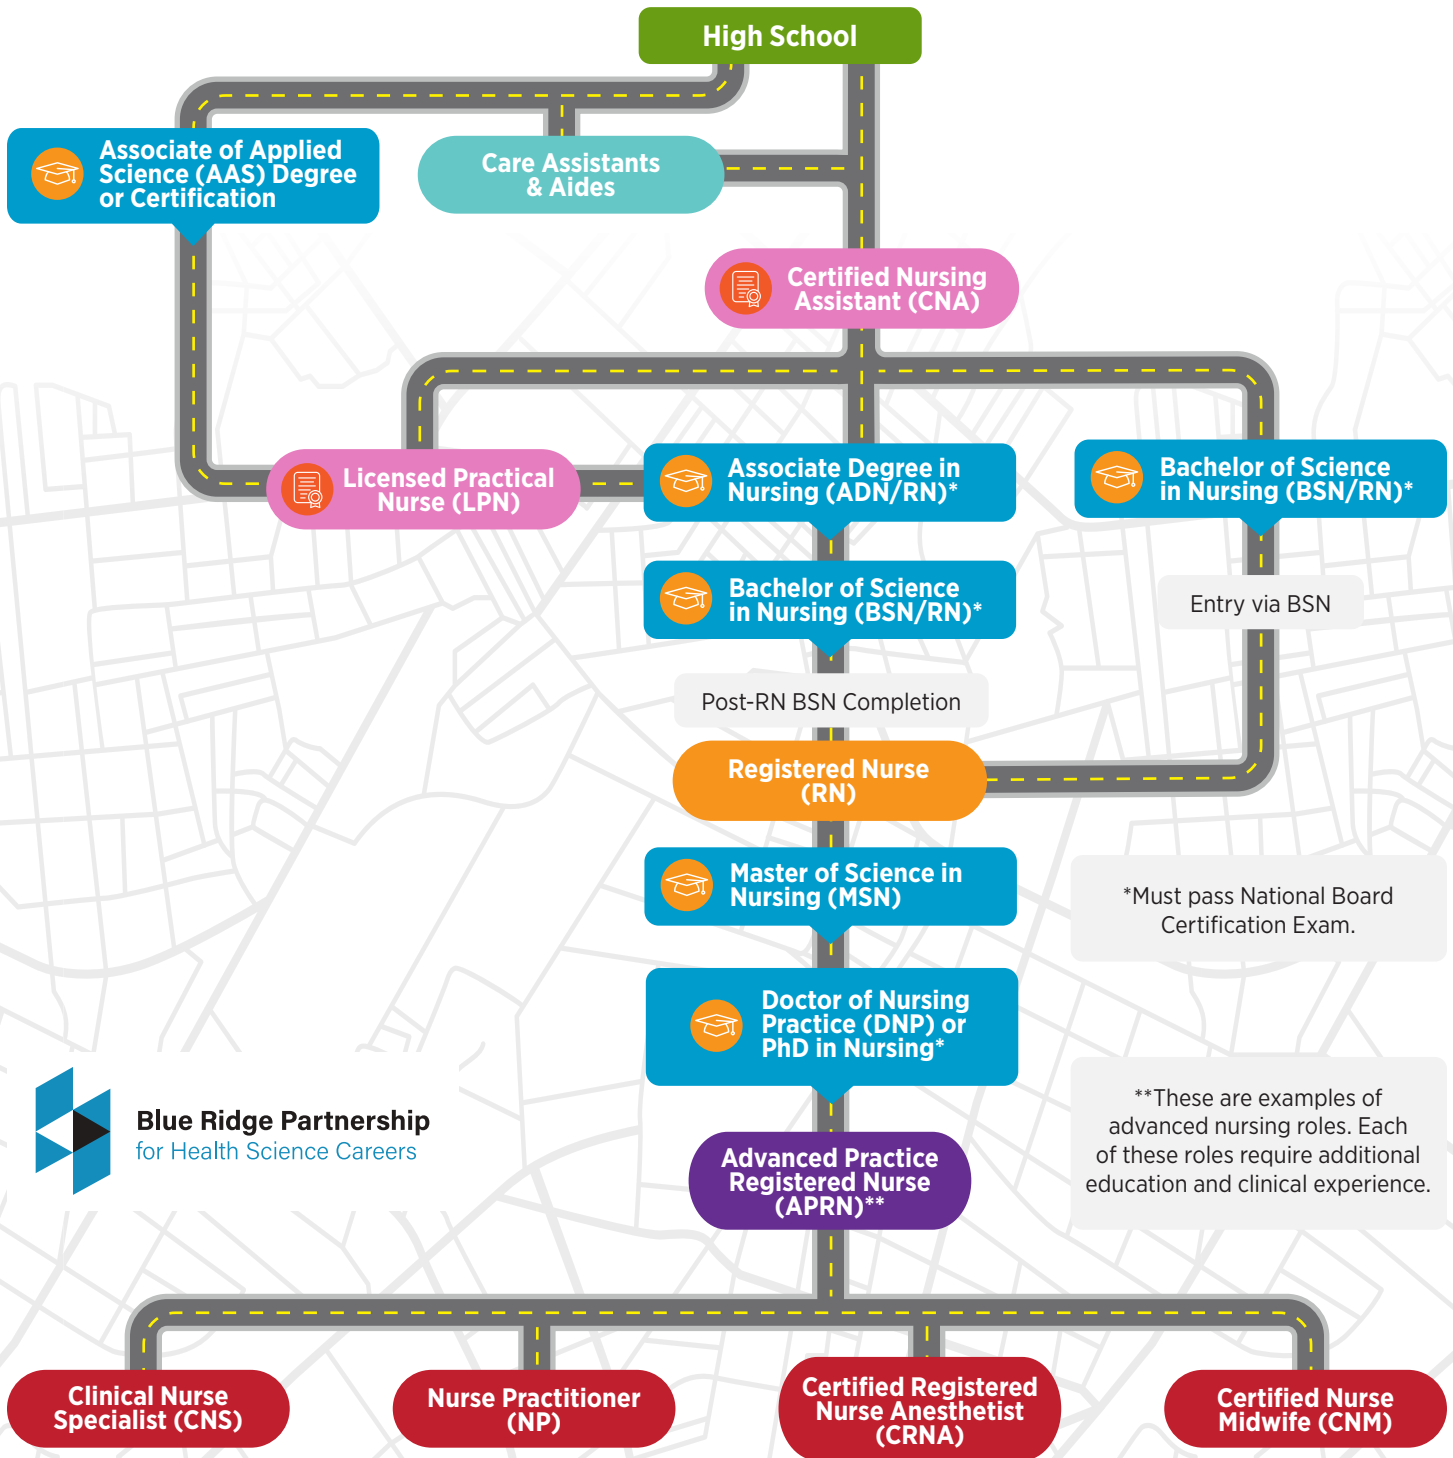 High School
Associate of Applied
Science (AAS) Degree
or Certification
Care Assistants
& Aides
Certified Nursing
Assistant (CNA)
Licensed Practical
Nurse (LPN)
Associate Degree in
Nursing (ADN/RN)*
Bachelor of Science
in Nursing (BSN/RN)*
Bachelor of Science
in Nursing (BSN/RN)*
Entry via BSN
Post-RN BSN Completion
Registered Nurse
(RN)
Master of Science in
Nursing (MSN)
*Must pass National Board
Certification Exam.
Doctor of Nursing
Practice (DNP) or
PhD in Nursing*
Blue Ridge Partnership
for Health Science Careers
**These are examples of
advanced nursing roles. Each
of these roles require additional
education and clinical experience.
Advanced Practice
Registered Nurse
(APRN)**
Clinical Nurse
Specialist (CNS)
Nurse Practitioner
(NP)
Certified Registered
Nurse Anesthetist
(CRNA)
Certified Nurse
Midwife (CNM)